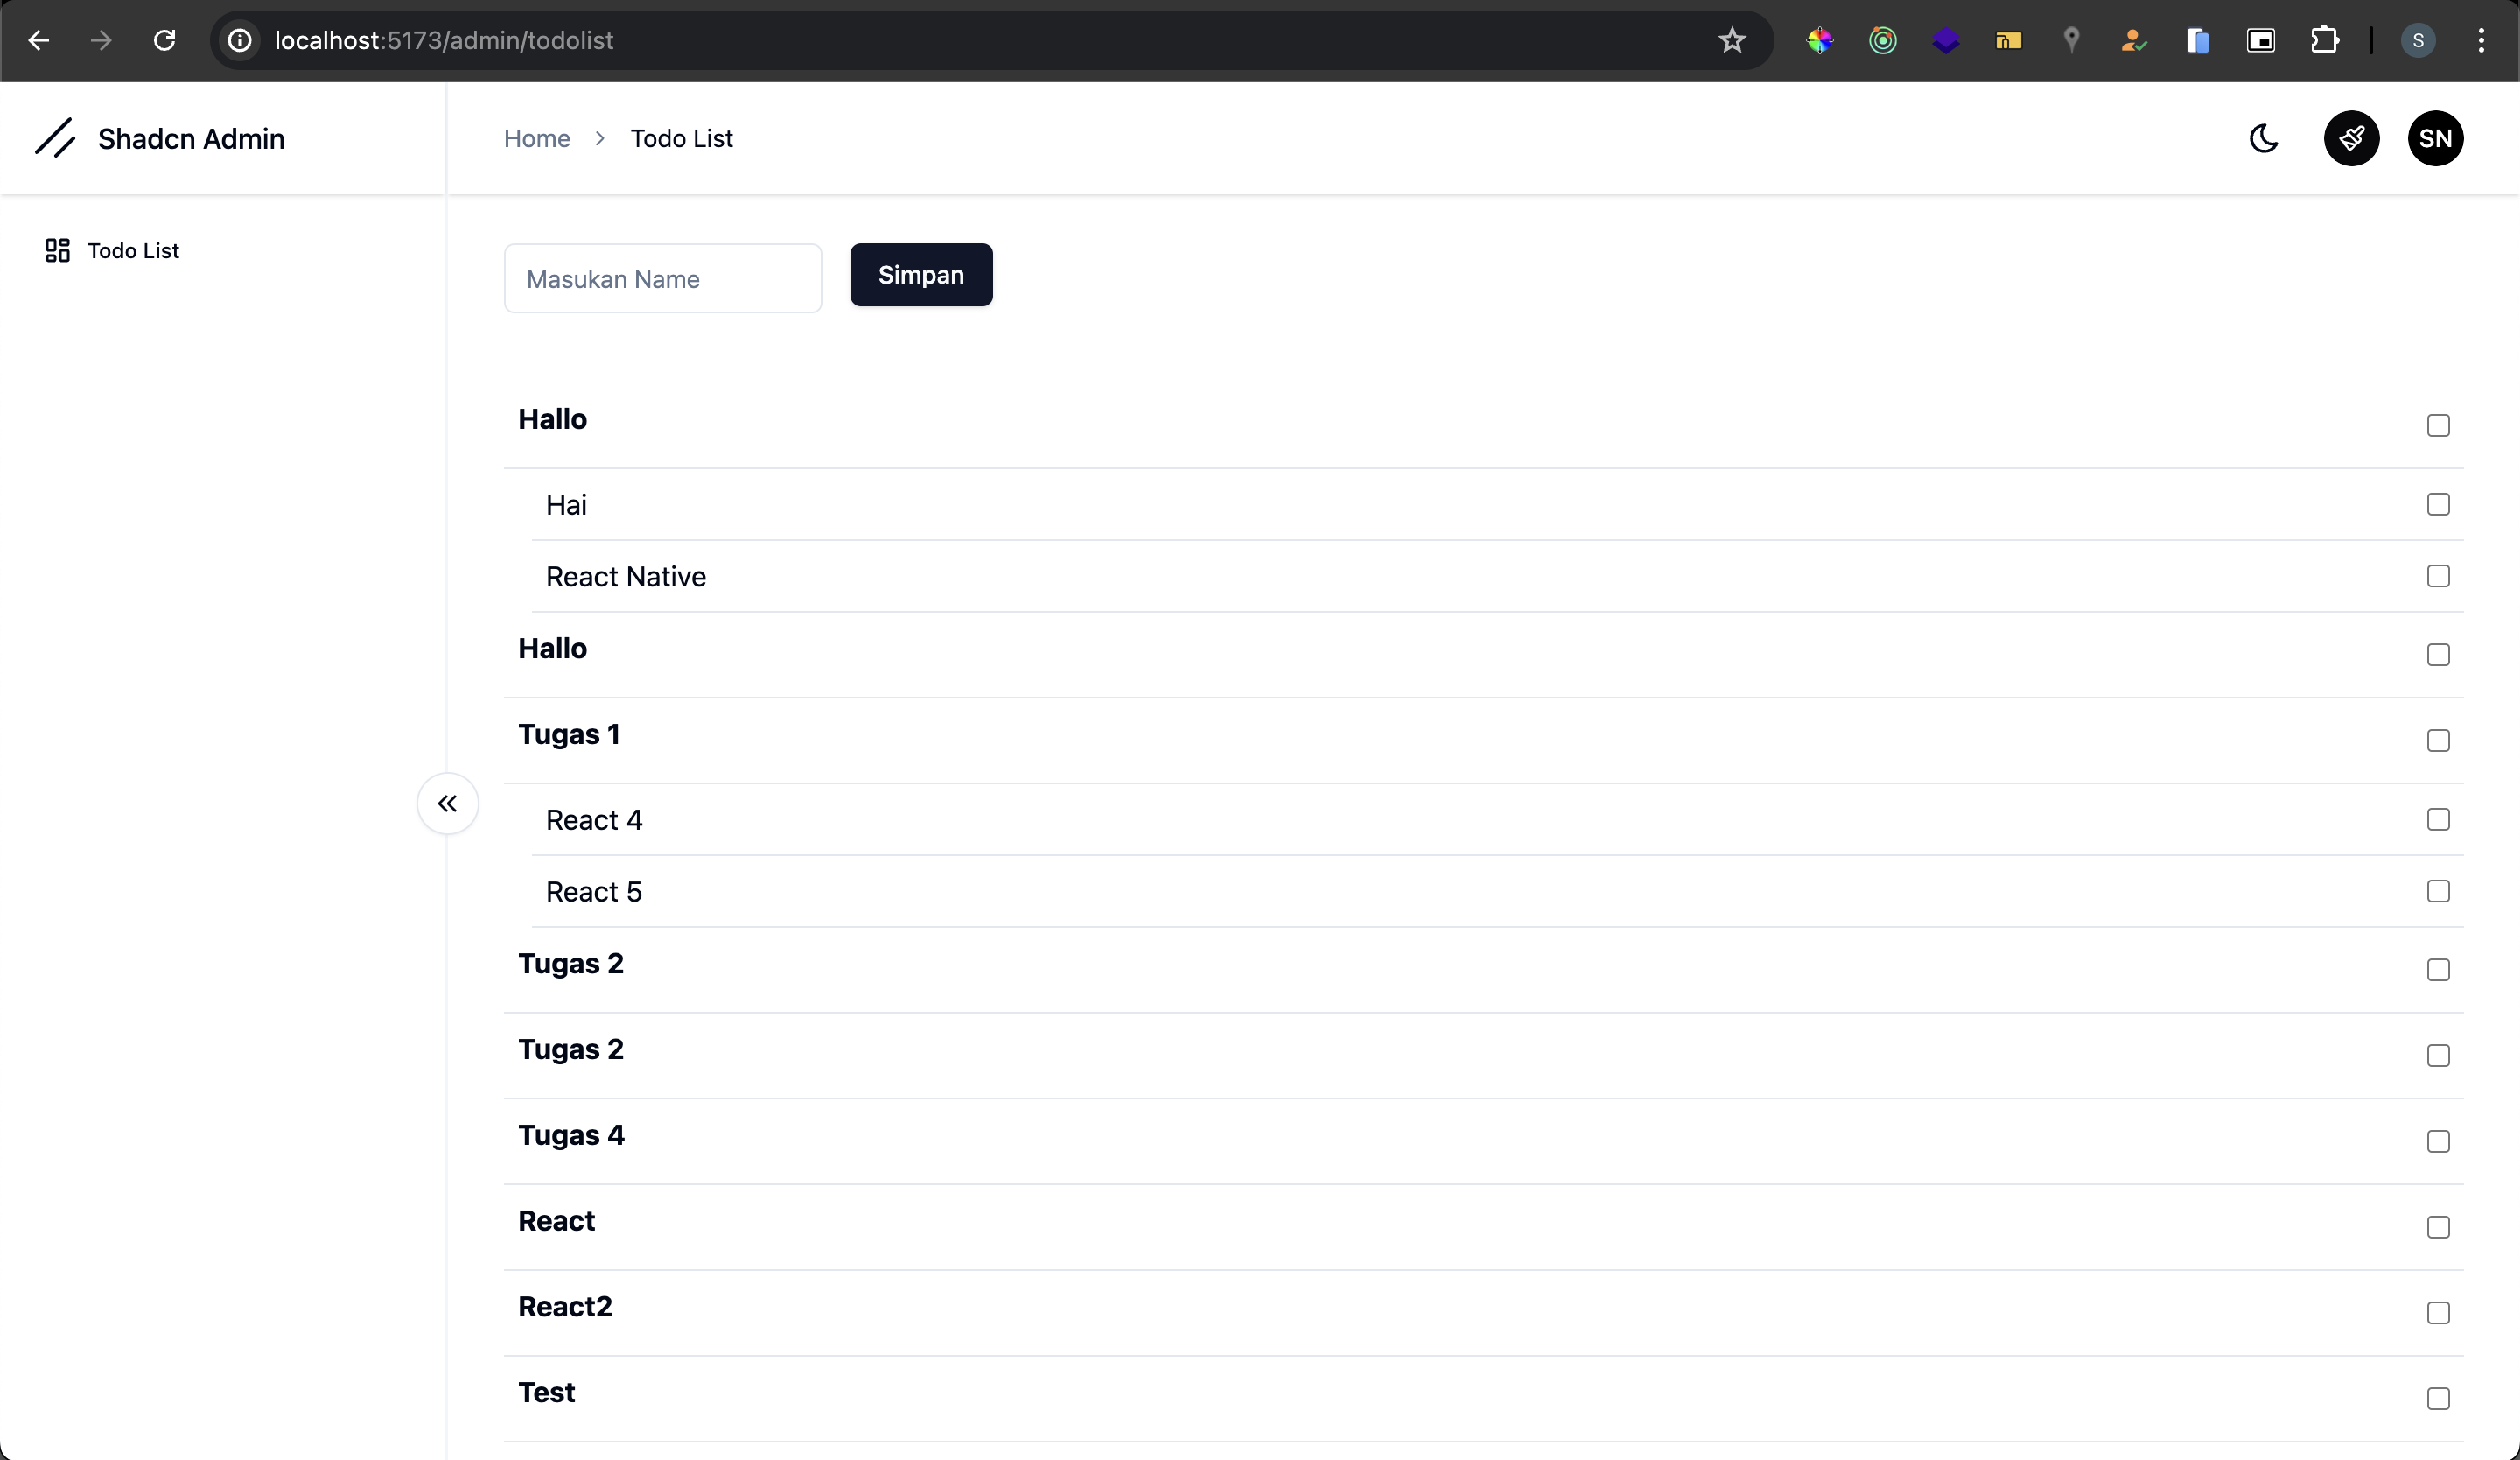 localhost:5173/admin/todolist
S
Shadcn Admin
Home > Todo List
SN
Todo List
Masukan Name
Simpan
Hallo
Hai
React Native
Hallo
Tugas 1
React 4
React 5
Tugas 2
Tugas 2
Tugas 4
React
React2
Test